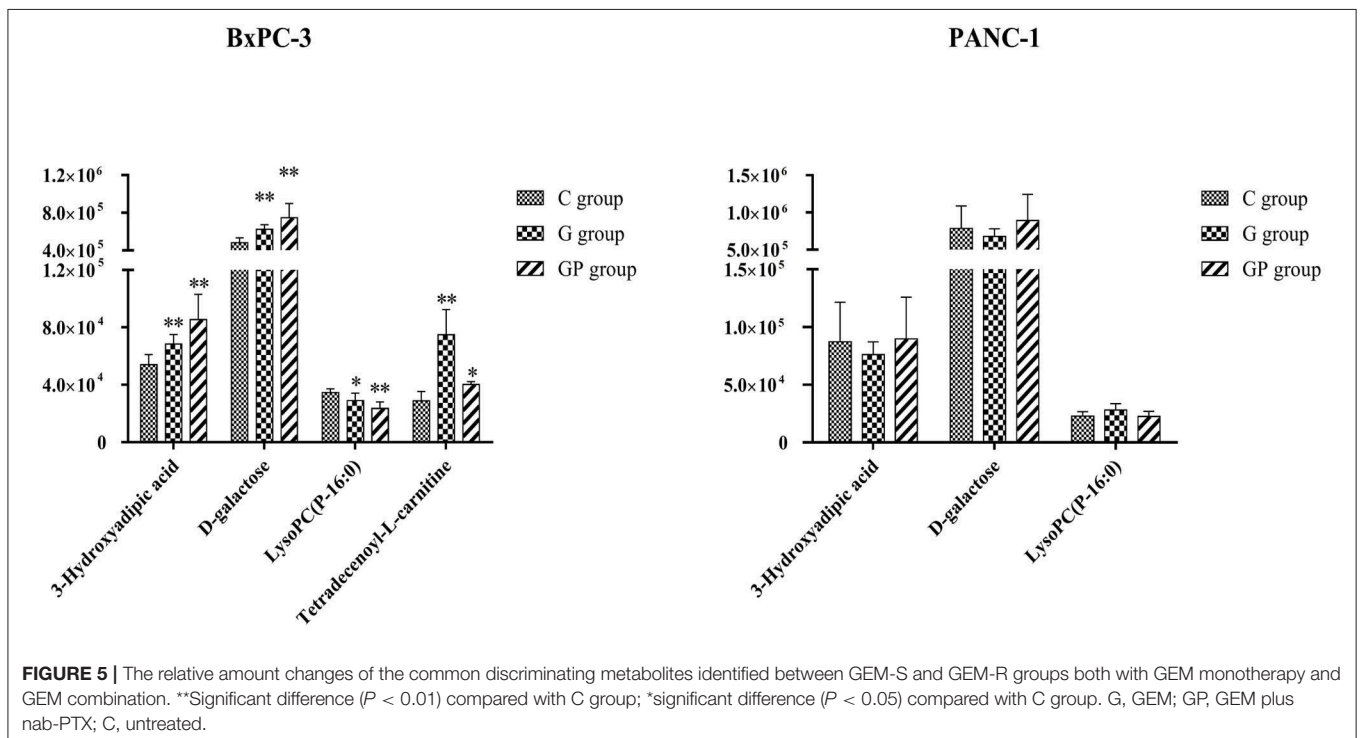 BxPC-3
1.2×10⁶
8.0×10⁵
4.0×10⁵
1.2×10⁵
8.0×10⁴
4.0×10⁴
0
**
**
**
**
*
**
**
*
3-Hydroxyadipic acid
D-galactose
LysoPC(P-16:0)
Tetradecenoyl-L-carnitine
C group
G group
GP group
PANC-1
1.5×10⁶
1.0×10⁶
5.0×10⁵
1.5×10⁵
1.0×10⁵
5.0×10⁴
0
3-Hydroxyadipic acid
D-galactose
LysoPC(P-16:0)
C group
G group
GP group
FIGURE 5 | The relative amount changes of the common discriminating metabolites identified between GEM-S and GEM-R groups both with GEM monotherapy and
GEM combination. **Significant difference (P < 0.01) compared with C group; *significant difference (P < 0.05) compared with C group. G, GEM; GP, GEM plus
nab-PTX; C, untreated.